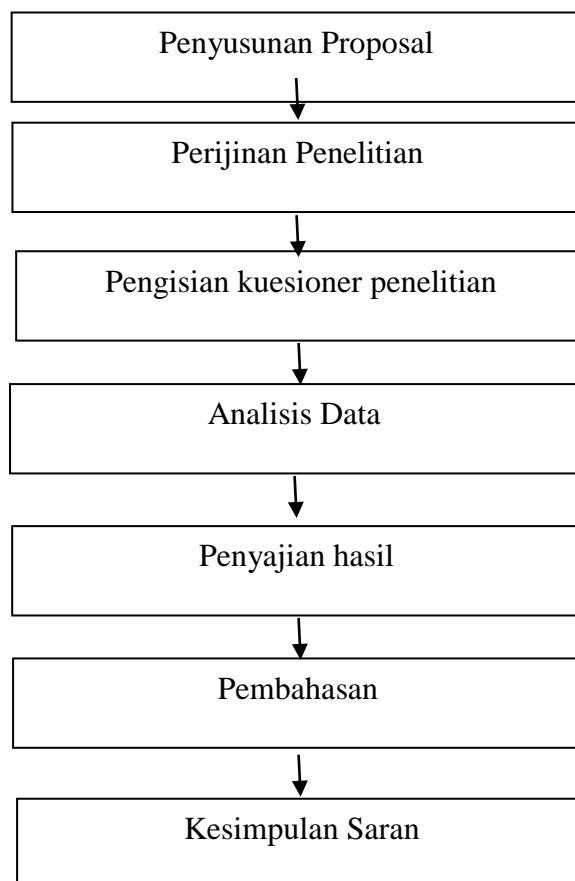 Penyusunan Proposal
Perijinan Penelitian
Pengisian kuesioner penelitian
Analisis Data
Penyajian hasil
Pembahasan
Kesimpulan Saran